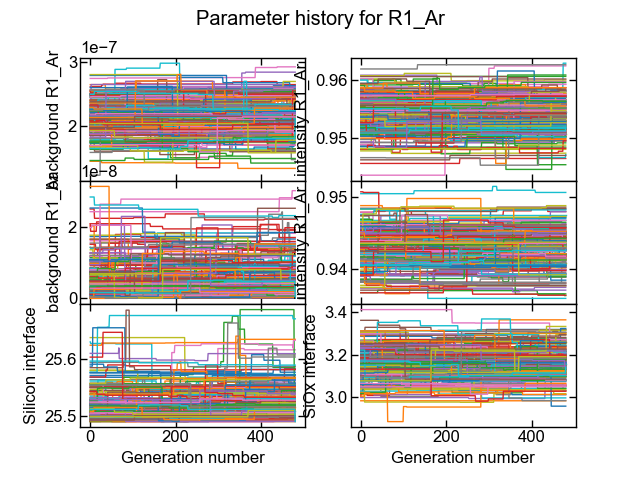 Parameter history for R1_Ar
1e−7
3
2
background R1_Ar
0.96
0.95
intensity R1_Ar
1e−8
2
0
background R1_Ar
0.95
0.94
intensity R1_Ar
25.6
25.5
Silicon interface
3.4
3.2
3.0
SiOx interface
0 200 400
0 200 400
Generation number
Generation number